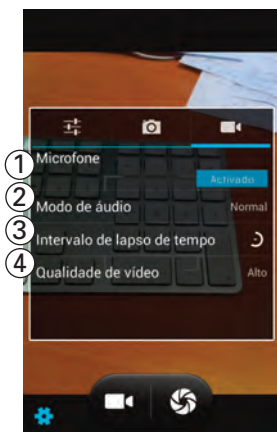 1 Microfone
Activado
2 Modo de áudio Normal
3 Intervalo de lapso de tempo
4 Qualidade de vídeo Alto